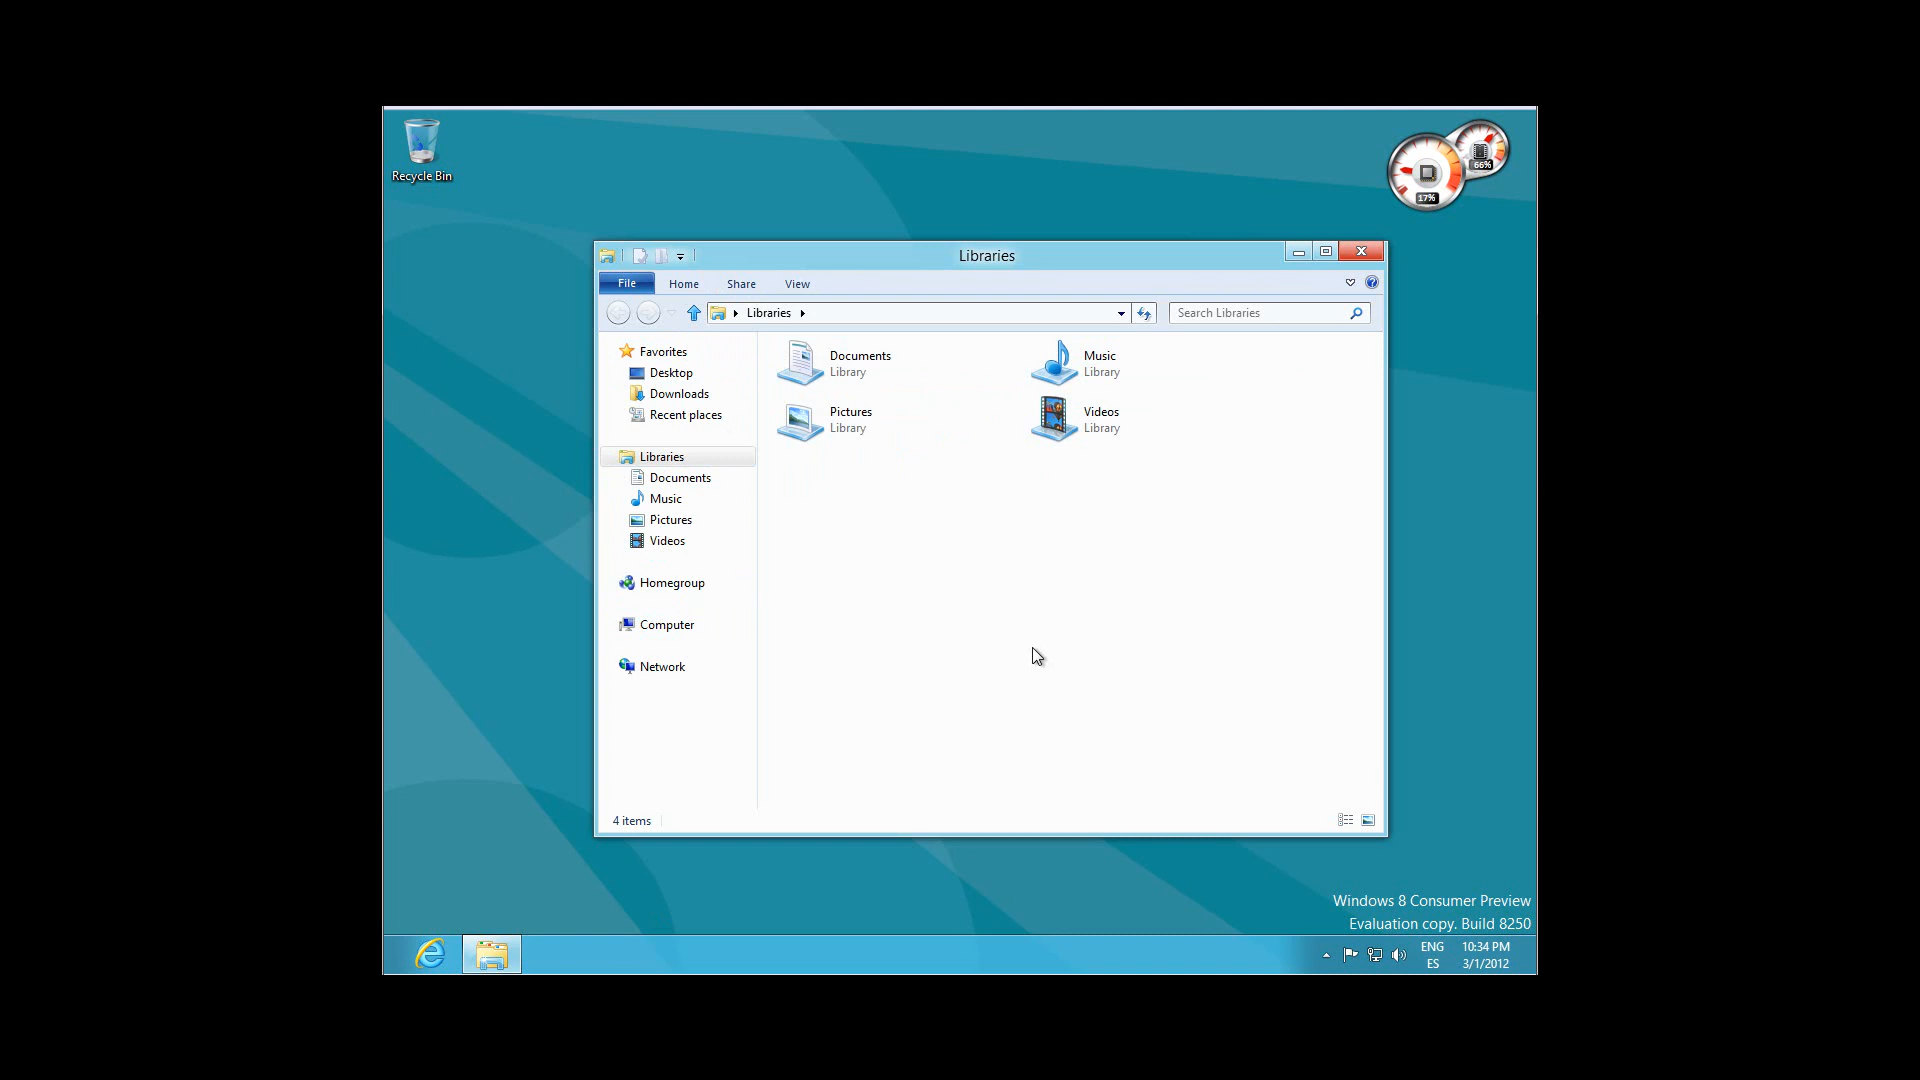 Recycle Bin
66%
17%
Libraries
File Home Share View
Libraries
Search Libraries
Favorites
Desktop
Downloads
Recent places
Libraries
Documents
Music
Pictures
Videos
Homegroup
Computer
Network
Documents
Library
Music
Library
Pictures
Library
Videos
Library
4 items
Windows 8 Consumer Preview
Evaluation copy. Build 8250
ENG
ES
10:34 PM
3/1/2012